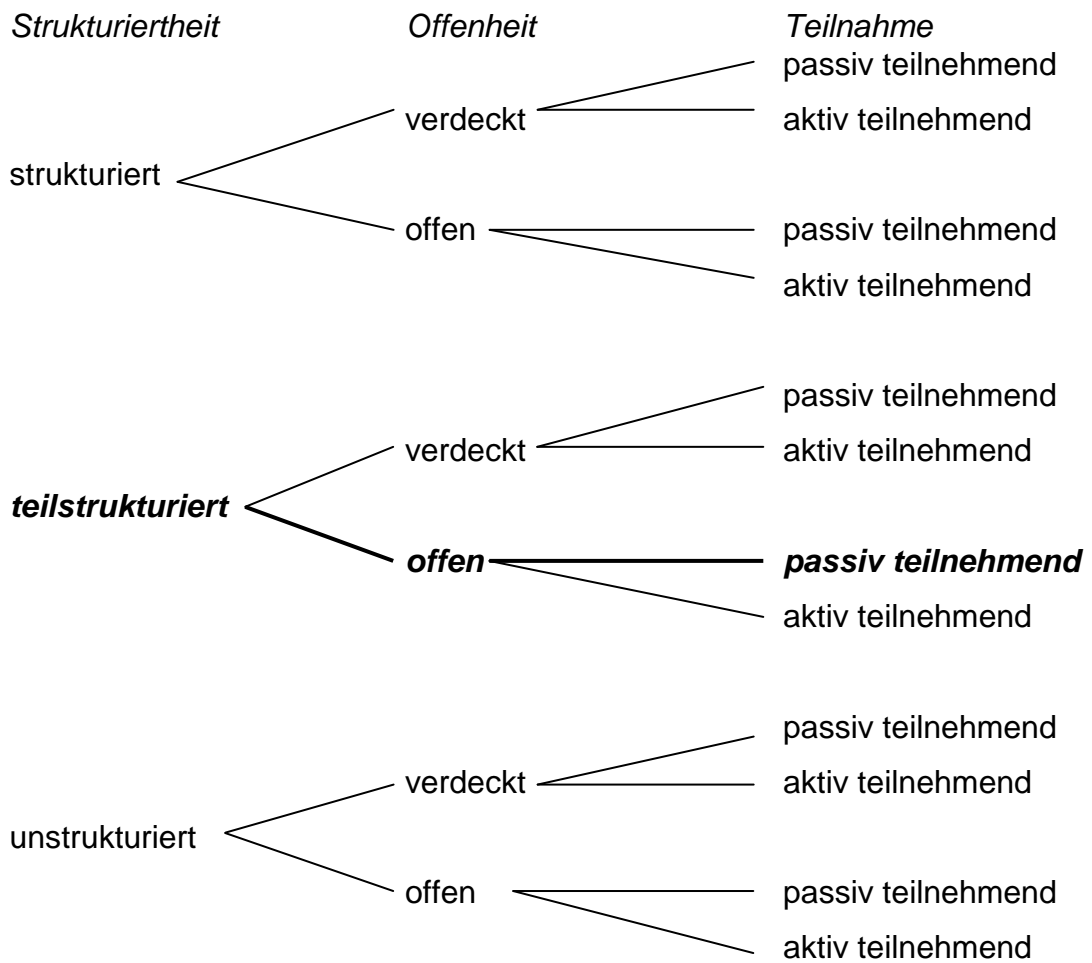 Strukturiertheit Offenheit Teilnahme
passiv teilnehmend
verdeckt aktiv teilnehmend
strukturiert
offen passiv teilnehmend
aktiv teilnehmend
passiv teilnehmend
verdeckt aktiv teilnehmend
teilstrukturiert
offen passiv teilnehmend
aktiv teilnehmend
passiv teilnehmend
verdeckt aktiv teilnehmend
unstrukturiert
offen passiv teilnehmend
aktiv teilnehmend